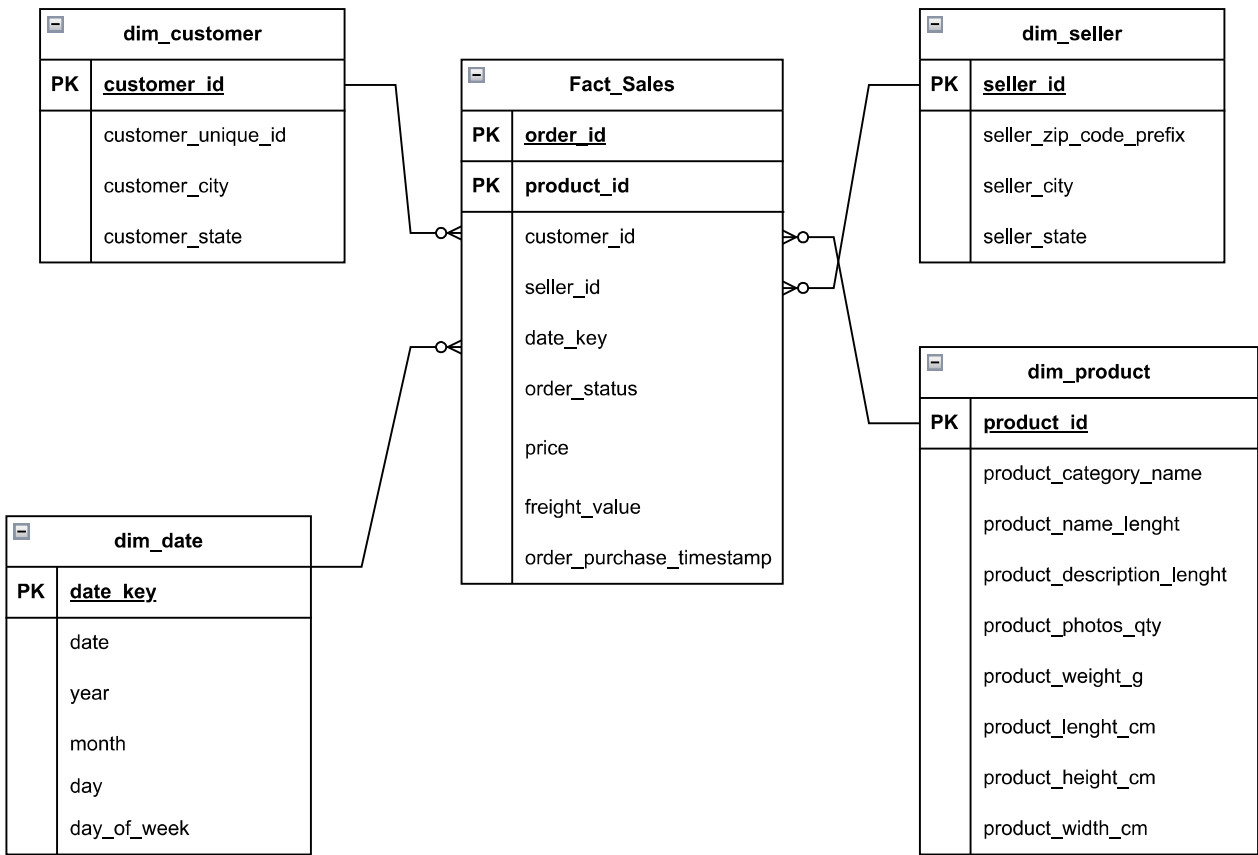 dim_customer
PK customer_id
customer_unique_id
customer_city
customer_state
Fact_Sales
PK order_id
PK product_id
customer_id
seller_id
date_key
order_status
price
freight_value
order_purchase_timestamp
dim_seller
PK seller_id
seller_zip_code_prefix
seller_city
seller_state
dim_date
PK date_key
date
year
month
day
day_of_week
dim_product
PK product_id
product_category_name
product_name_lenght
product_description_lenght
product_photos_qty
product_weight_g
product_lenght_cm
product_height_cm
product_width_cm